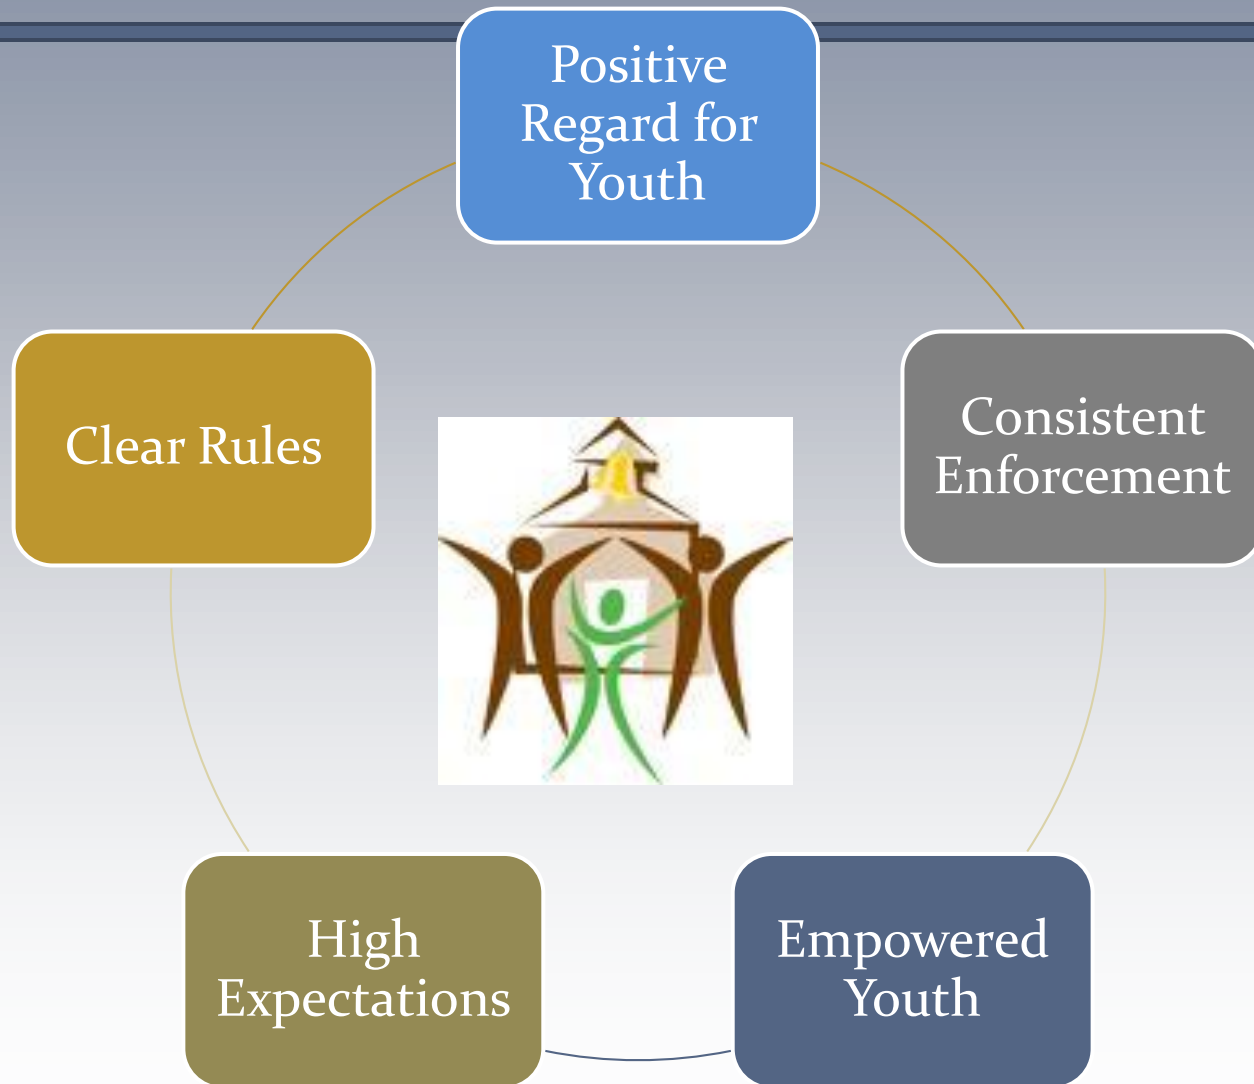 Positive
Regard for
Youth
Clear Rules
Consistent
Enforcement
High
Expectations
Empowered
Youth